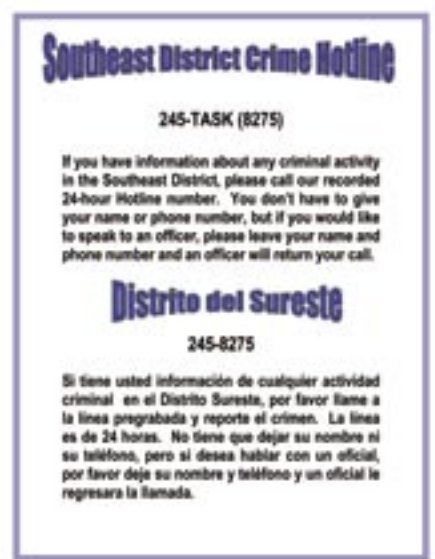 Southeast District Crime Hotline
245-TASK (8275)
If you have information about any criminal activity
in the Southeast District, please call our recorded
24-hour Hotline number. You don't have to give
your name or phone number, but if you would like
to speak to an officer, please leave your name and
phone number and an officer will return your call.
Distrito del Sureste
245-8275
Si tiene usted información de cualquier actividad
criminal en el Distrito Sureste, por favor llame a
la línea pregrabada y reporte el crimen. La línea
es de 24 horas. No tiene que dejar su nombre ni
su teléfono, pero si desea hablar con un oficial,
por favor deje su nombre y teléfono y un oficial le
regresara la llamada.